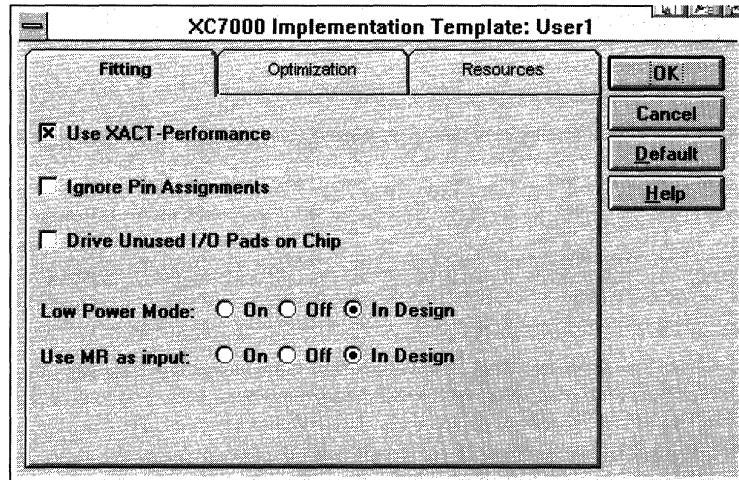 XC7000 Implementation Template: User1
Fitting Optimization Resources
OK
Cancel
Default
Help
Use XACT-Performance
Ignore Pin Assignments
Drive Unused I/O Pads on Chip
Low Power Mode: On Off In Design
Use MR as input: On Off In Design